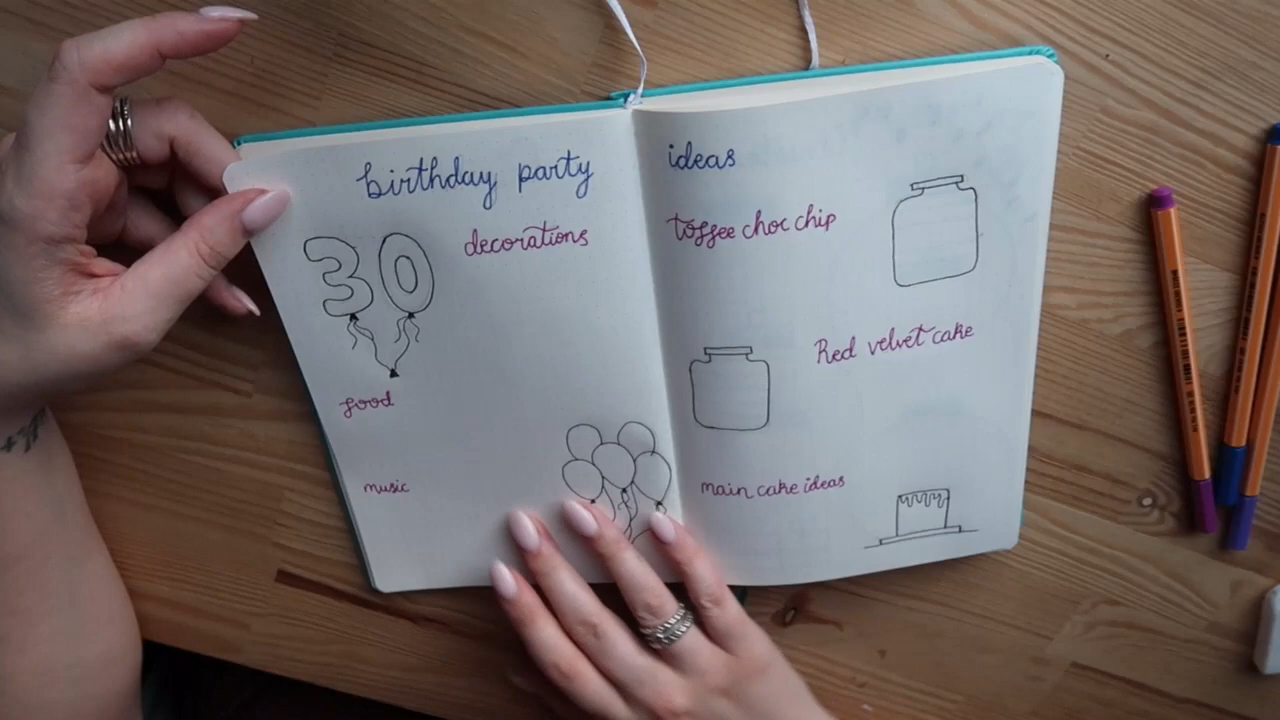 birthday party
decorations
30
food
music
ideas
toffee choc chip
Red velvet cake
main cake ideas